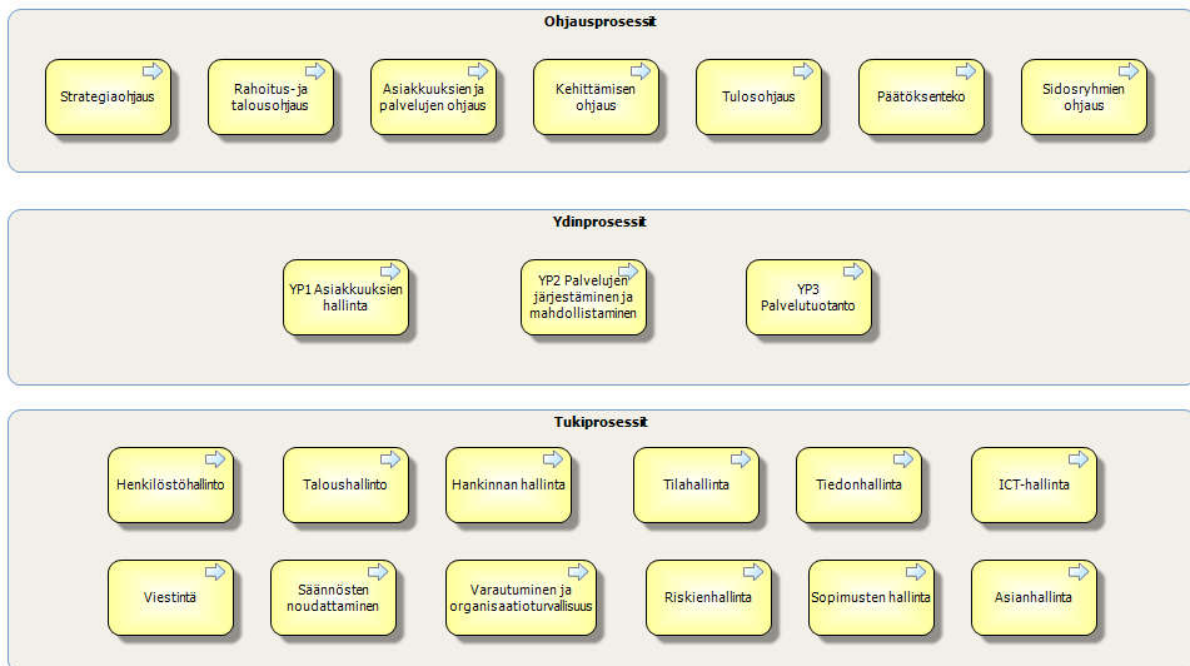 Ohjausprosessit
Strategiaohjaus
Rahoitus- ja
talousohjaus
Asiakkuuksien ja
palvelujen ohjaus
Kehittämisen
ohjaus
Tulosohjaus
Päätöksenteko
Sidosryhmien
ohjaus
Ydinprosessit
YP1 Asiakkuuksien
hallinta
YP2 Palvelujen
järjestäminen ja
mahdollistaminen
YP3
Palvelutuotanto
Tukiprosessit
Henkilöstöhallinto
Taloushallinto
Hankinnan hallinta
Tilahallinta
Tiedonhallinta
ICT-hallinta
Viestintä
Säännösten
noudattaminen
Varautuminen ja
organisaatioturvallisuus
Riskienhallinta
Sopimusten hallinta
Asianhallinta